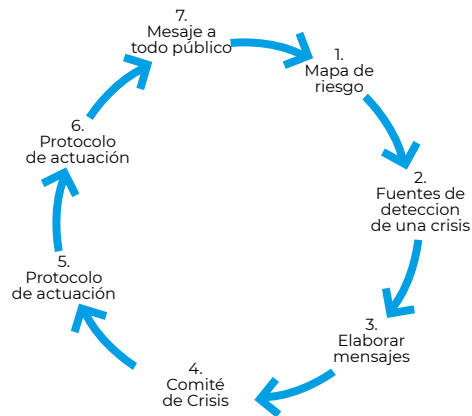 1.
Mapa de
riesgo
2.
Fuentes de
deteccion
de una crisis
3.
Elaborar
mensajes
4.
Comité
de Crisis
5.
Protocolo
de actuación
6.
Protocolo
de actuación
7.
Mesaje a
todo público